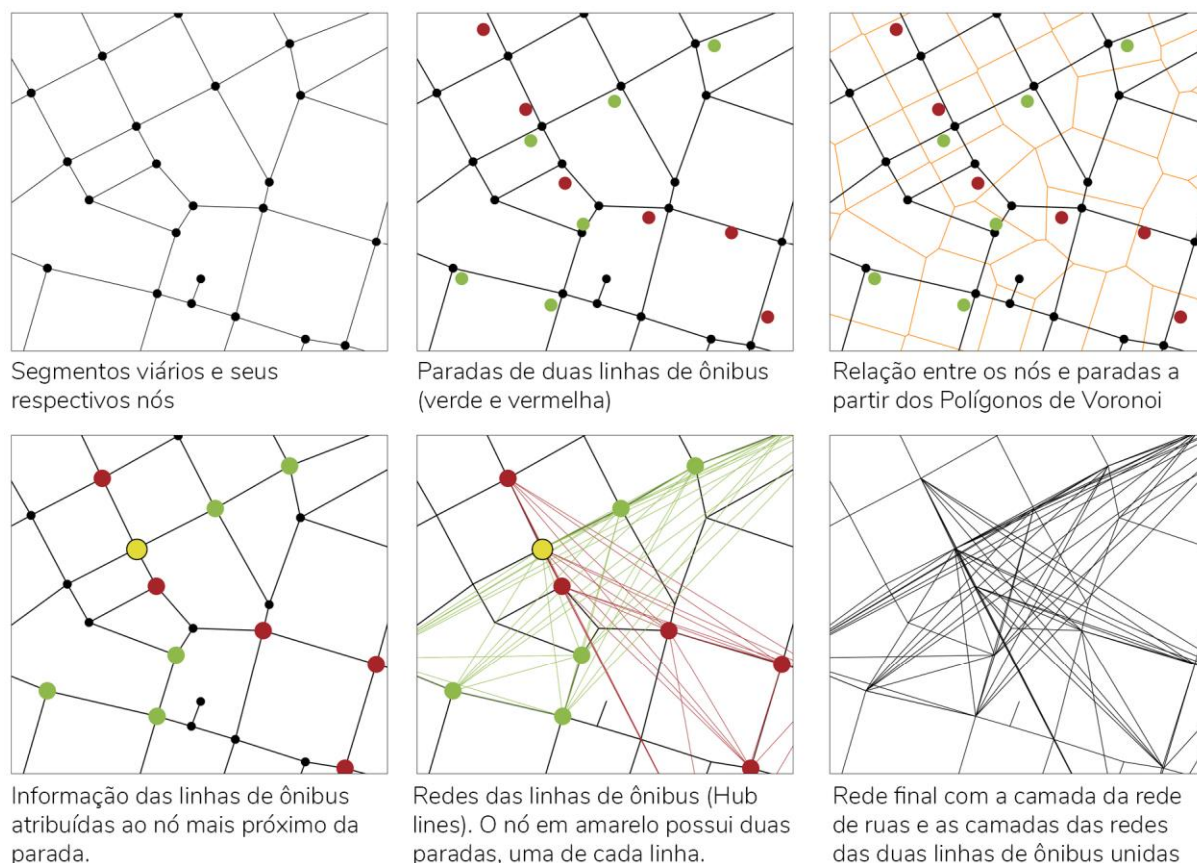 Segmentos viários e seus
respectivos nós
Paradas de duas linhas de ônibus
(verde e vermelha)
Relação entre os nós e paradas a
partir dos Polígonos de Voronoi
Informação das linhas de ônibus
atribuídas ao nó mais próximo da
parada.
Redes das linhas de ônibus (Hub
lines). O nó em amarelo possui duas
paradas, uma de cada linha.
Rede final com a camada da rede
de ruas e as camadas das redes
das duas linhas de ônibus unidas